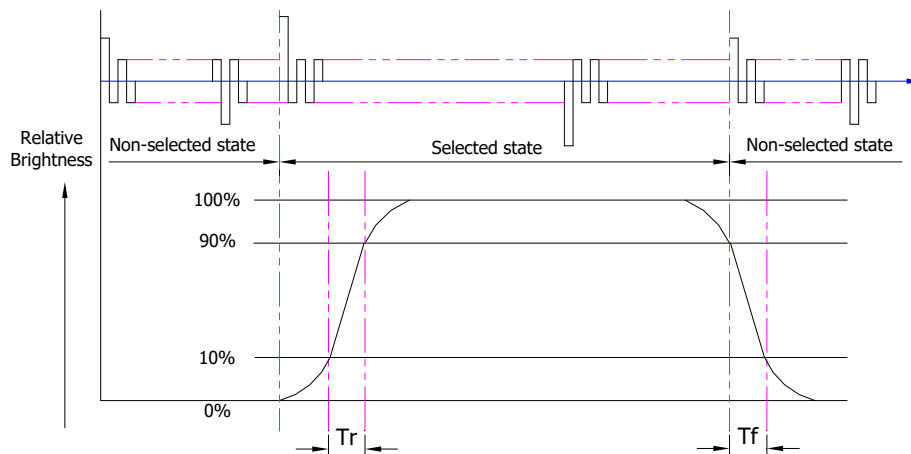 Relative
Brightness
Non-selected state
Selected state
Non-selected state
100%
90%
10%
0%
Tr
Tf